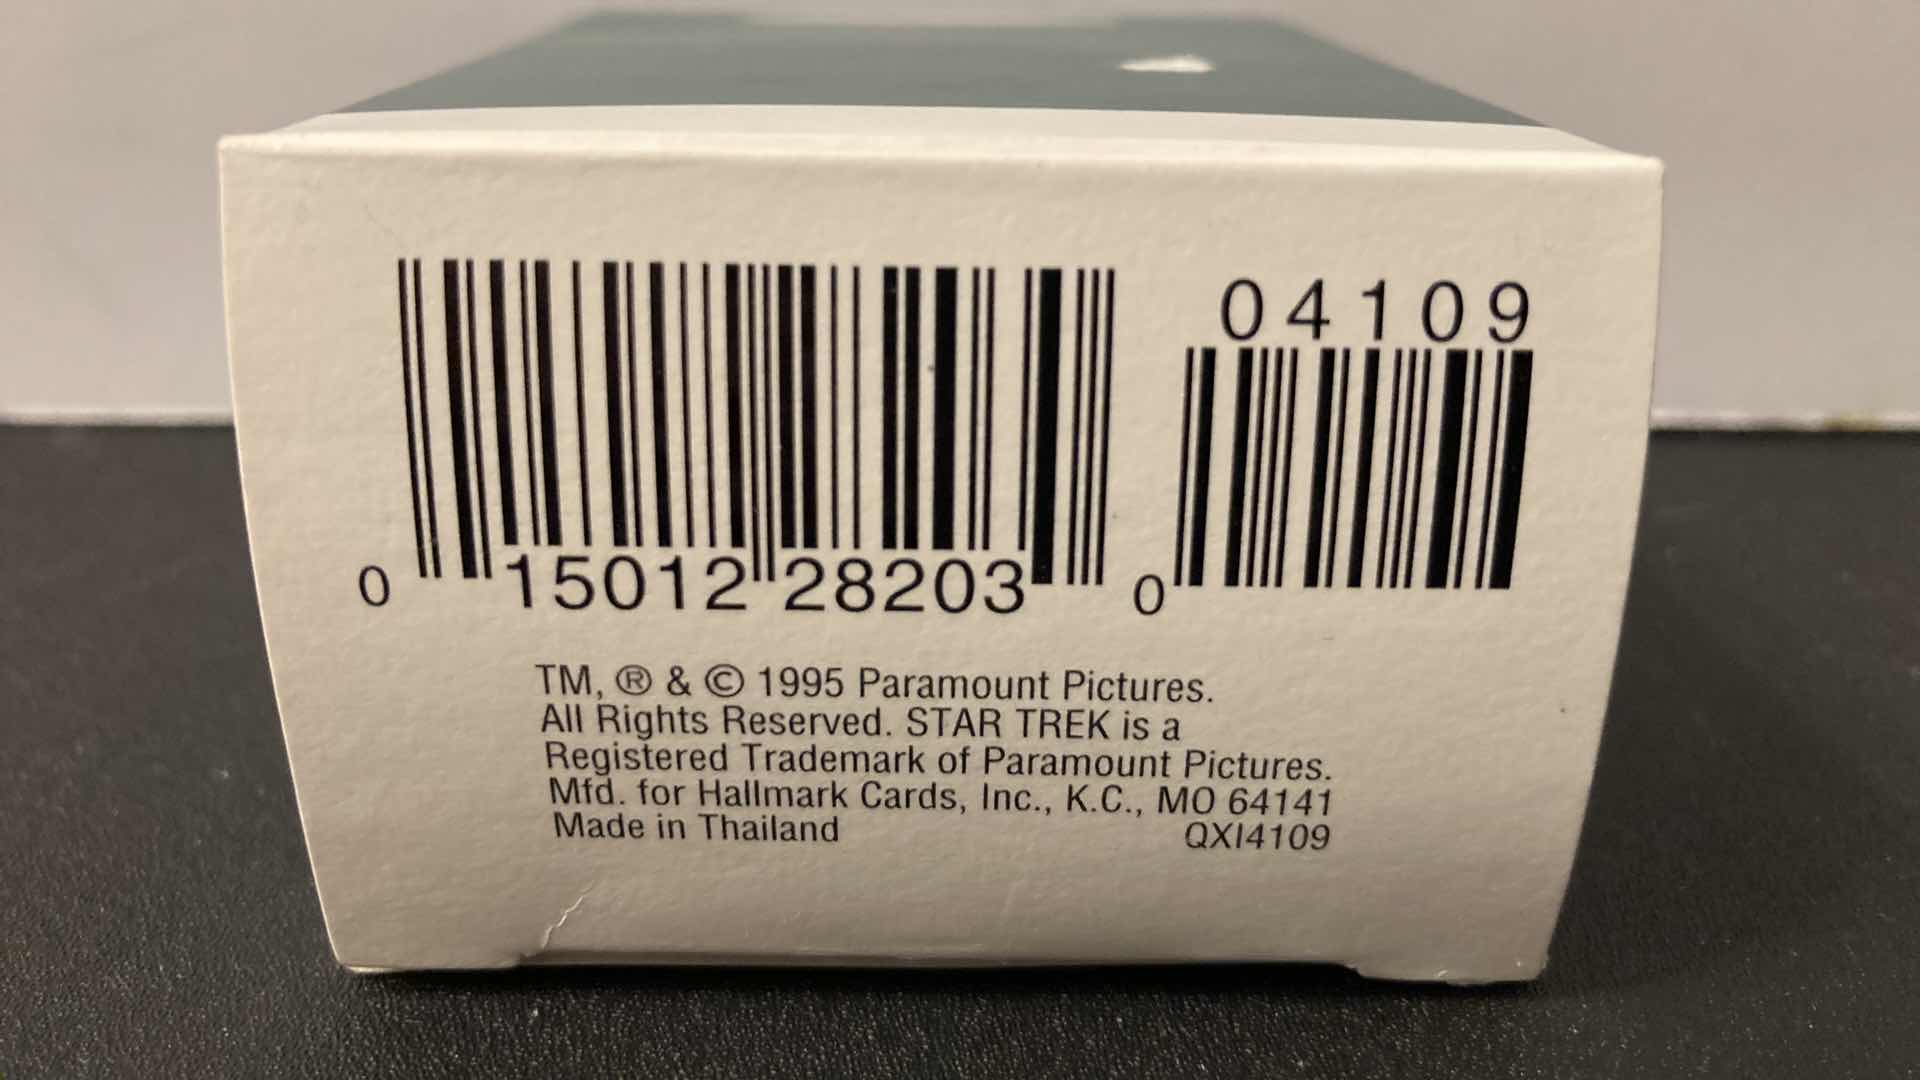 04109
0 15012 28203 0
TM, ® & © 1995 Paramount Pictures.
All Rights Reserved. STAR TREK is a
Registered Trademark of Paramount Pictures.
Mfd. for Hallmark Cards, Inc., K.C., MO 64141
Made in Thailand QXI4109